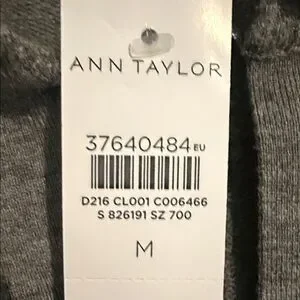 ANN TAYLOR
37640484 EU
D216 CL001 C006466
S 826191 SZ 700
M